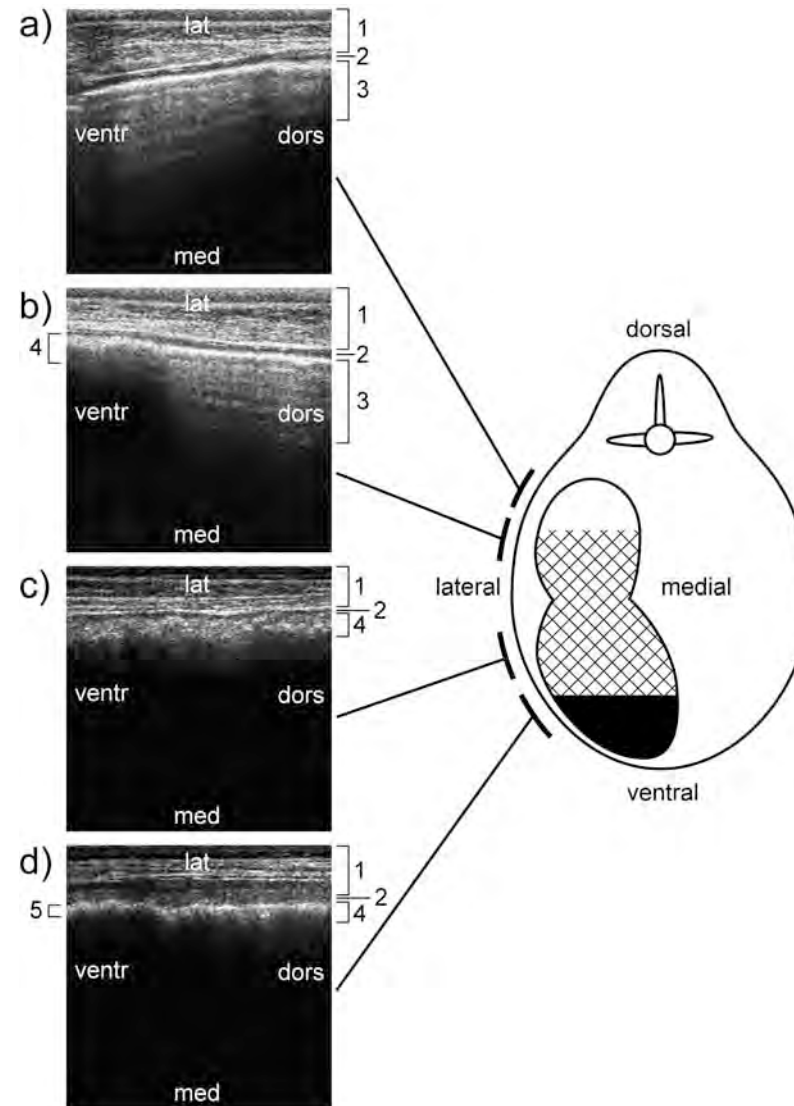 a)
lat
1
2
3
ventr
dors
med
b)
lat
1
4
2
ventr
dors
3
med
dorsal
lateral
medial
ventral
c)
lat
1
2
4
ventr
dors
med
d)
lat
1
2
5
4
ventr
dors
med